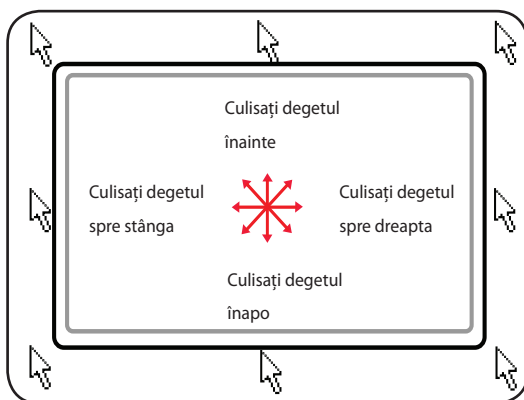 Culisați degetul
înainte
Culisați degetul
spre stânga
Culisați degetul
spre dreapta
Culisați degetul
înapo